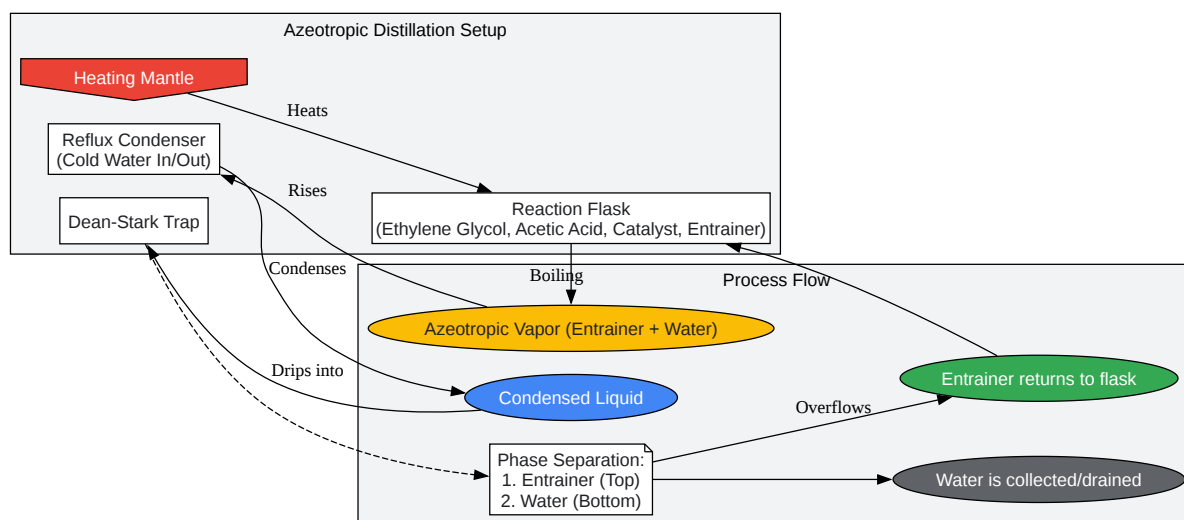 Azeotropic Distillation Setup
Heating Mantle
Heats
Reflux Condenser
(Cold Water In/Out)
Rises
Dean-Stark Trap
Reaction Flask
(Ethylene Glycol, Acetic Acid, Catalyst, Entrainer)
Condenses
Boiling
Process Flow
Azeotropic Vapor (Entrainer + Water)
Drips into
Condensed Liquid
Entrainer returns to flask
Overflows
Phase Separation:
1. Entrainer (Top)
2. Water (Bottom)
Water is collected/drained